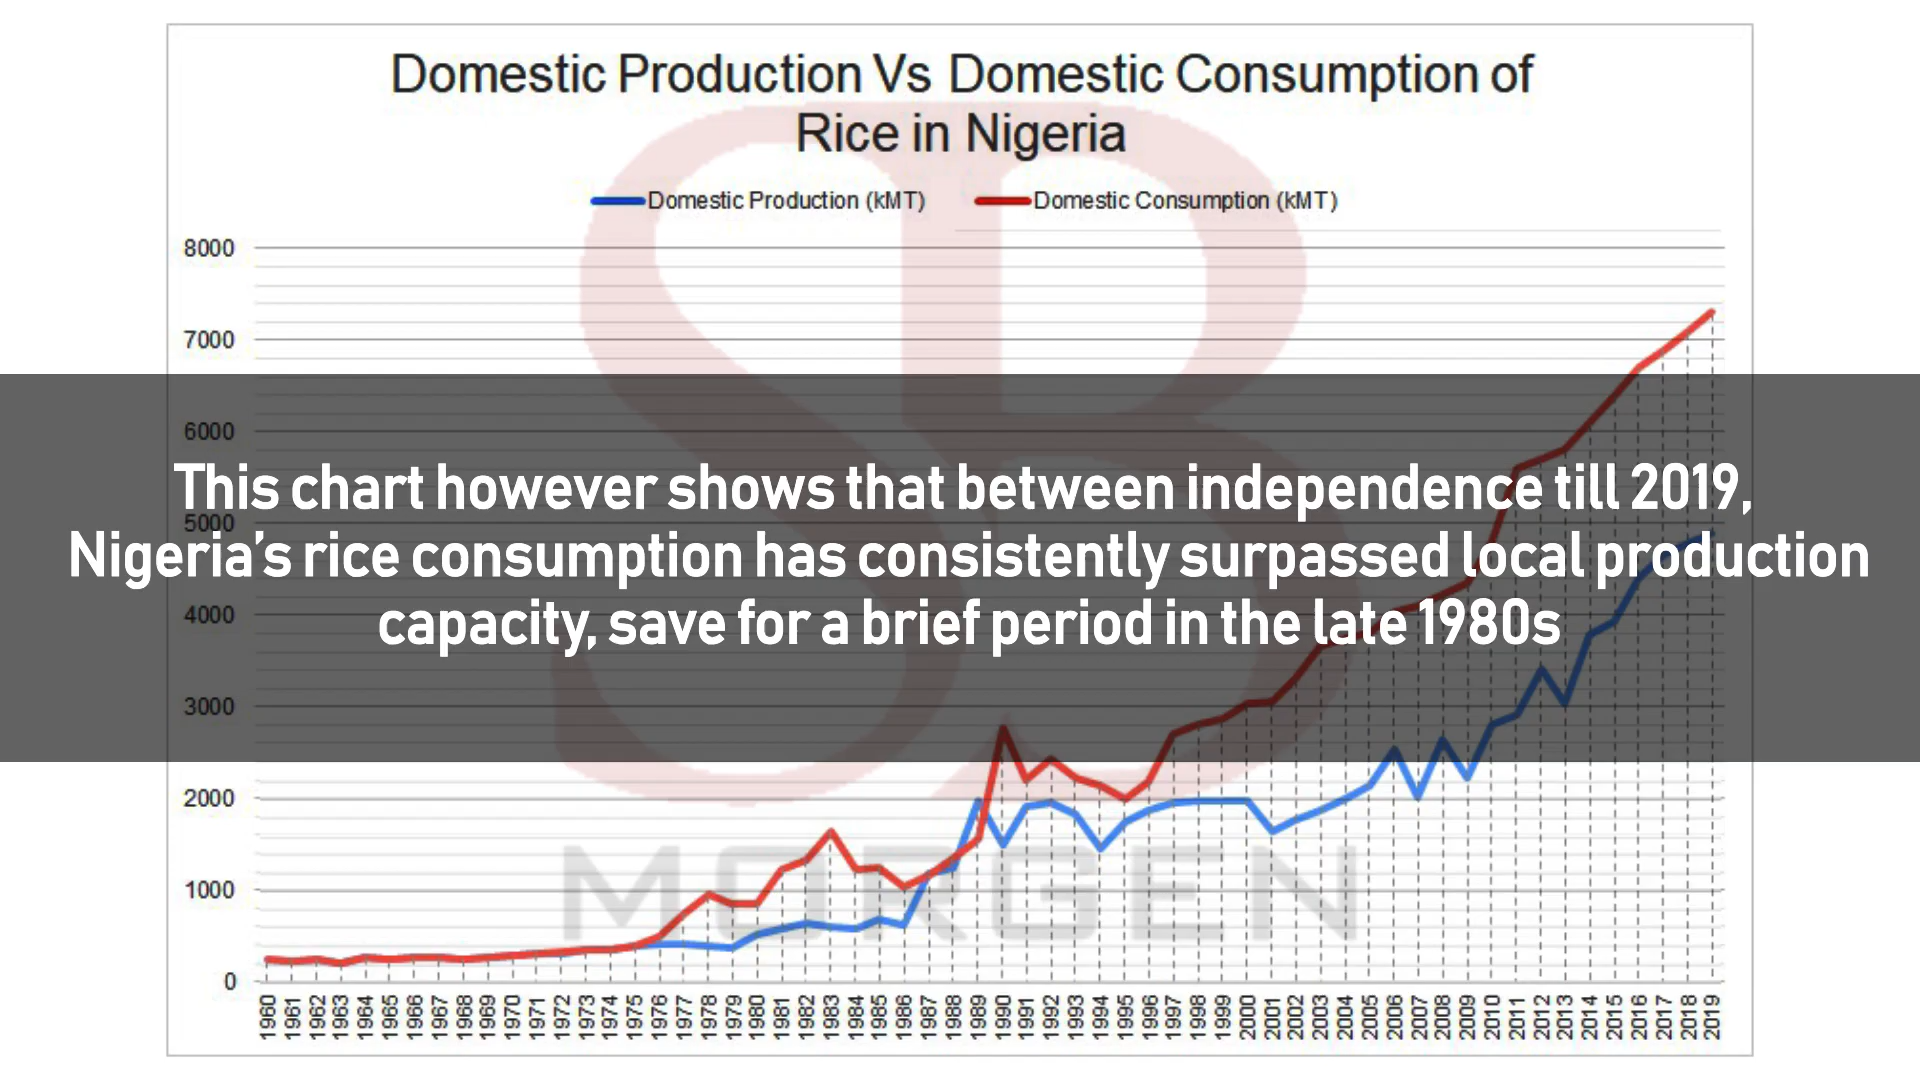 Domestic Production Vs Domestic Consumption of
Rice in Nigeria
Domestic Production (kMT) Domestic Consumption (kMT)
8000
7000
6000
5000
4000
3000
2000
1000
0
This chart however shows that between independence till 2019,
Nigeria’s rice consumption has consistently surpassed local production
capacity, save for a brief period in the late 1980s
SB
MORGEN
1960 1961 1962 1963 1964 1965 1966 1967 1968 1969 1970 1971 1972 1973 1974 1975 1976 1977 1978 1979 1980 1981 1982 1983 1984 1985 1986 1987 1988 1989 1990 1991 1992 1993 1994 1995 1996 1997 1998 1999 2000 2001 2002 2003 2004 2005 2006 2007 2008 2009 2010 2011 2012 2013 2014 2015 2016 2017 2018 2019